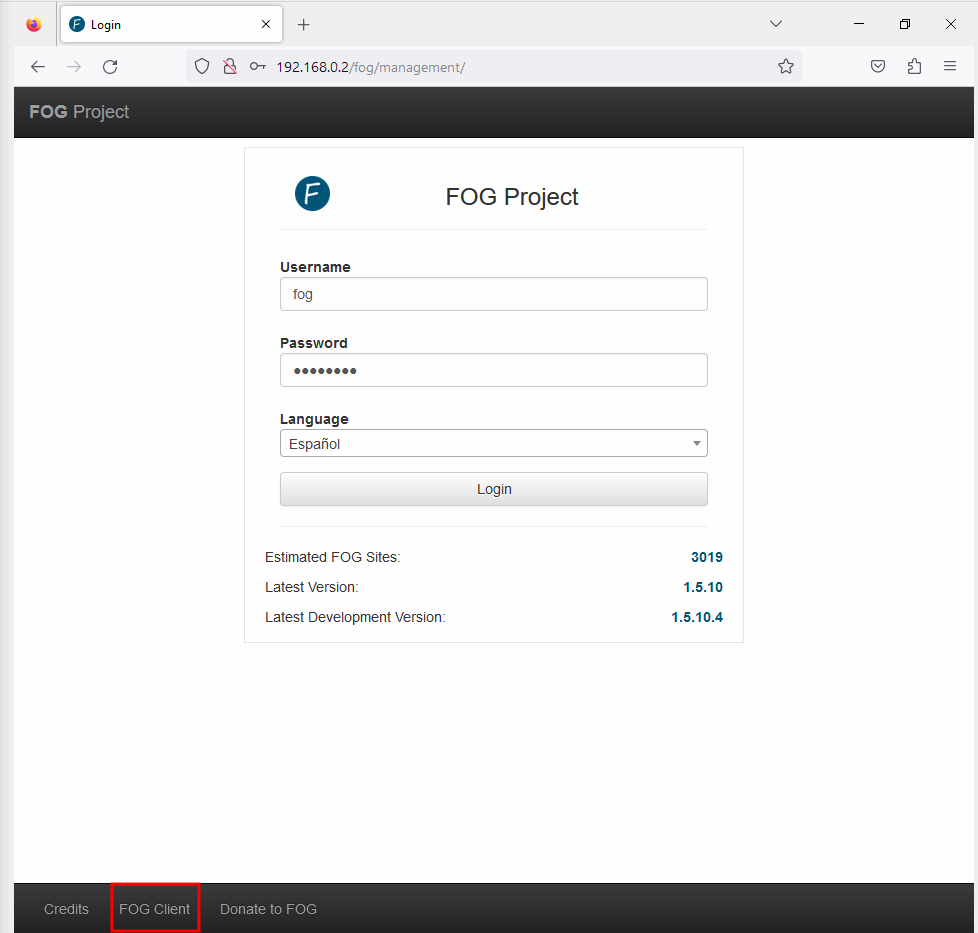 Login
192.168.0.2/fog/management/
FOG Project
FOG Project
Username
fog
Password
••••••••
Language
Español
Login
Estimated FOG Sites: 3019
Latest Version: 1.5.10
Latest Development Version: 1.5.10.4
Credits FOG Client Donate to FOG